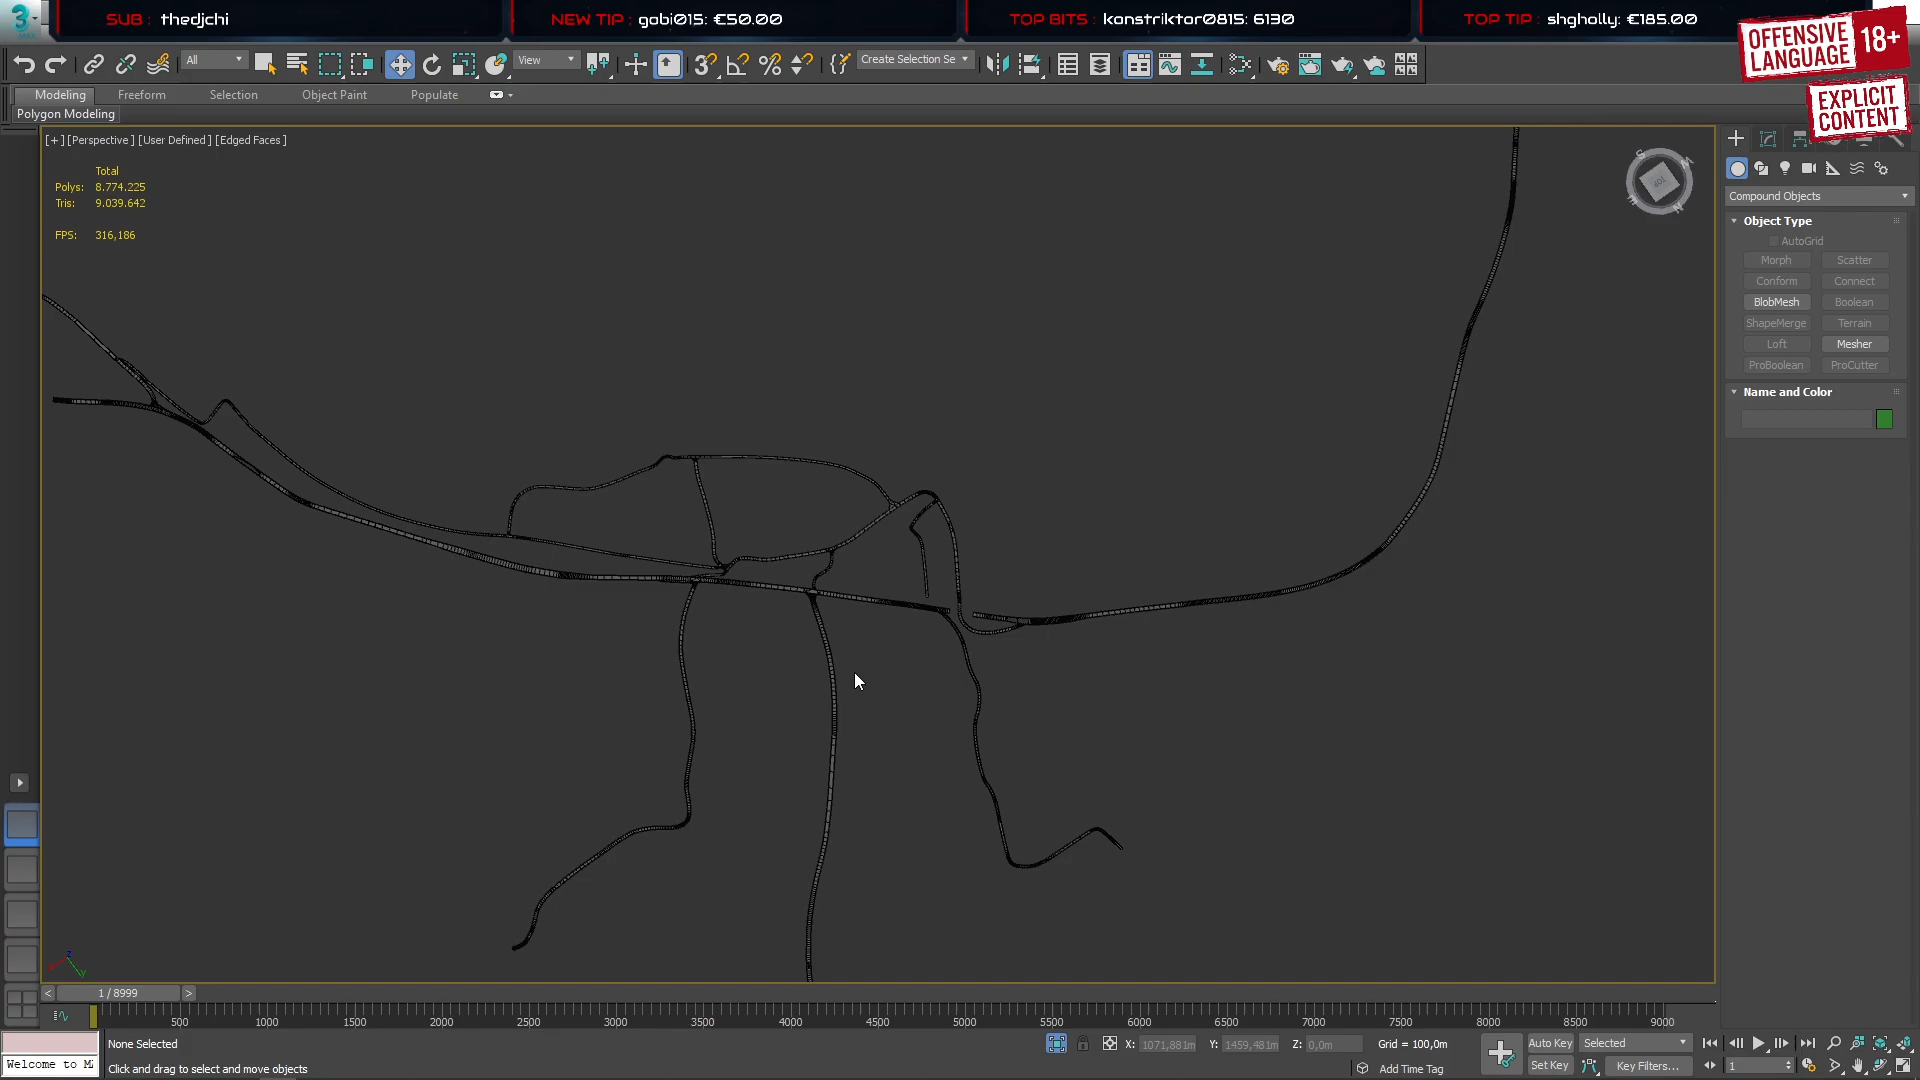 SUB : thedjchi
NEW TIP : gabi015: €50.00
TOP BITS : konstriktor0815: 6130
TOP TIP : shgholly: €185.00
OFFENSIVE LANGUAGE 18+
EXPLICIT CONTENT
All
View
Create Selection Se
Modeling
Freeform
Selection
Object Paint
Populate
Polygon Modeling
[+] [Perspective ] [User Defined ] [Edged Faces ]
Total
Polys: 8.774.225
Tris: 9.039.642
FPS: 316,186
Compound Objects
Object Type
AutoGrid
Morph Scatter
Conform Connect
BlobMesh Boolean
ShapeMerge Terrain
Loft Mesher
ProBoolean ProCutter
Name and Color
< 1 / 8999 >
500 1000 1500 2000 2500 3000 3500 4000 4500 5000 5500 6000 6500 7000 7500 8000 8500 9000
None Selected
X: 1071,881m Y: 1459,481m Z: 0,0m Grid = 100,0m
Auto Key Selected
Welcome to M
Click and drag to select and move objects
Add Time Tag
Set Key Key Filters...
1